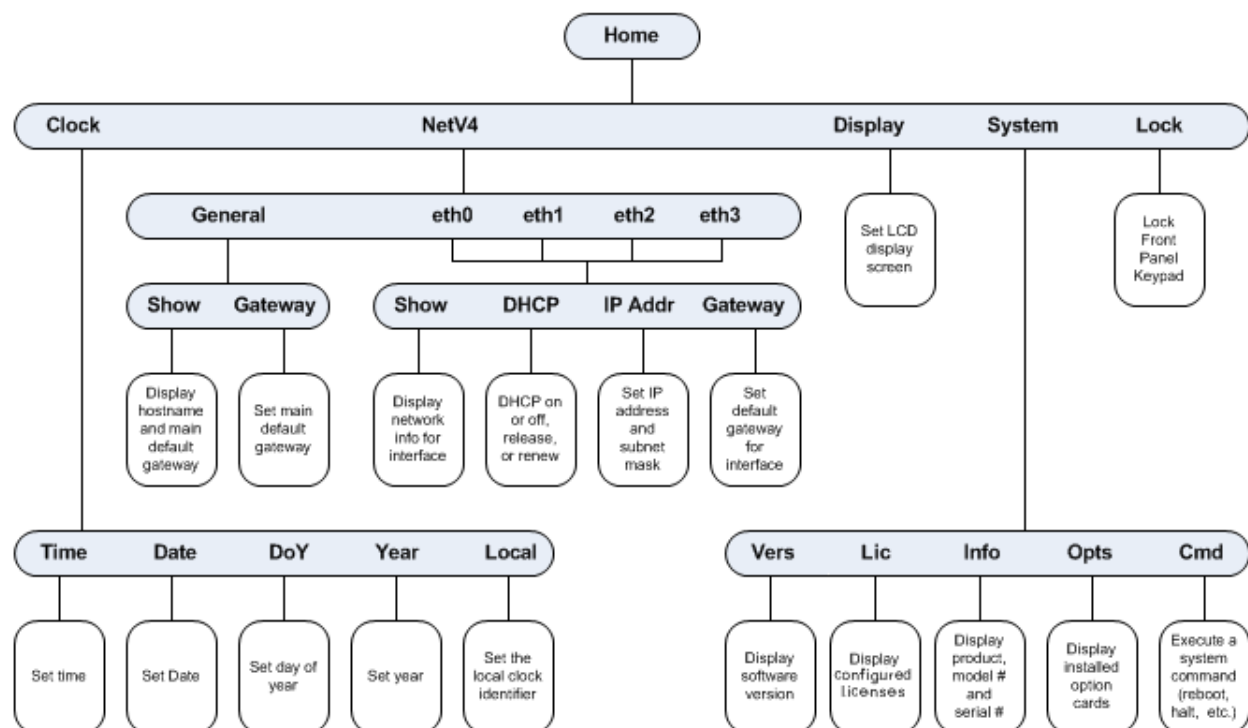 Home
Clock NetV4 Display System Lock
General eth0 eth1 eth2 eth3
Set LCD
display
screen
Lock
Front
Panel
Keypad
Show Gateway
Show DHCP IP Addr Gateway
Display
hostname
and main
default
gateway
Set main
default
gateway
Display
network
info for
interface
DHCP on
or off,
release,
or renew
Set IP
address
and
subnet
mask
Set
default
gateway
for
interface
Time Date DoY Year Local
Vers Lic Info Opts Cmd
Set time
Set Date
Set day of
year
Set year
Set the
local clock
identifier
Display
software
version
Display
configured
licenses
Display
product,
model #
and
serial #
Display
installed
option
cards
Execute a
system
command
(reboot,
halt, etc.)